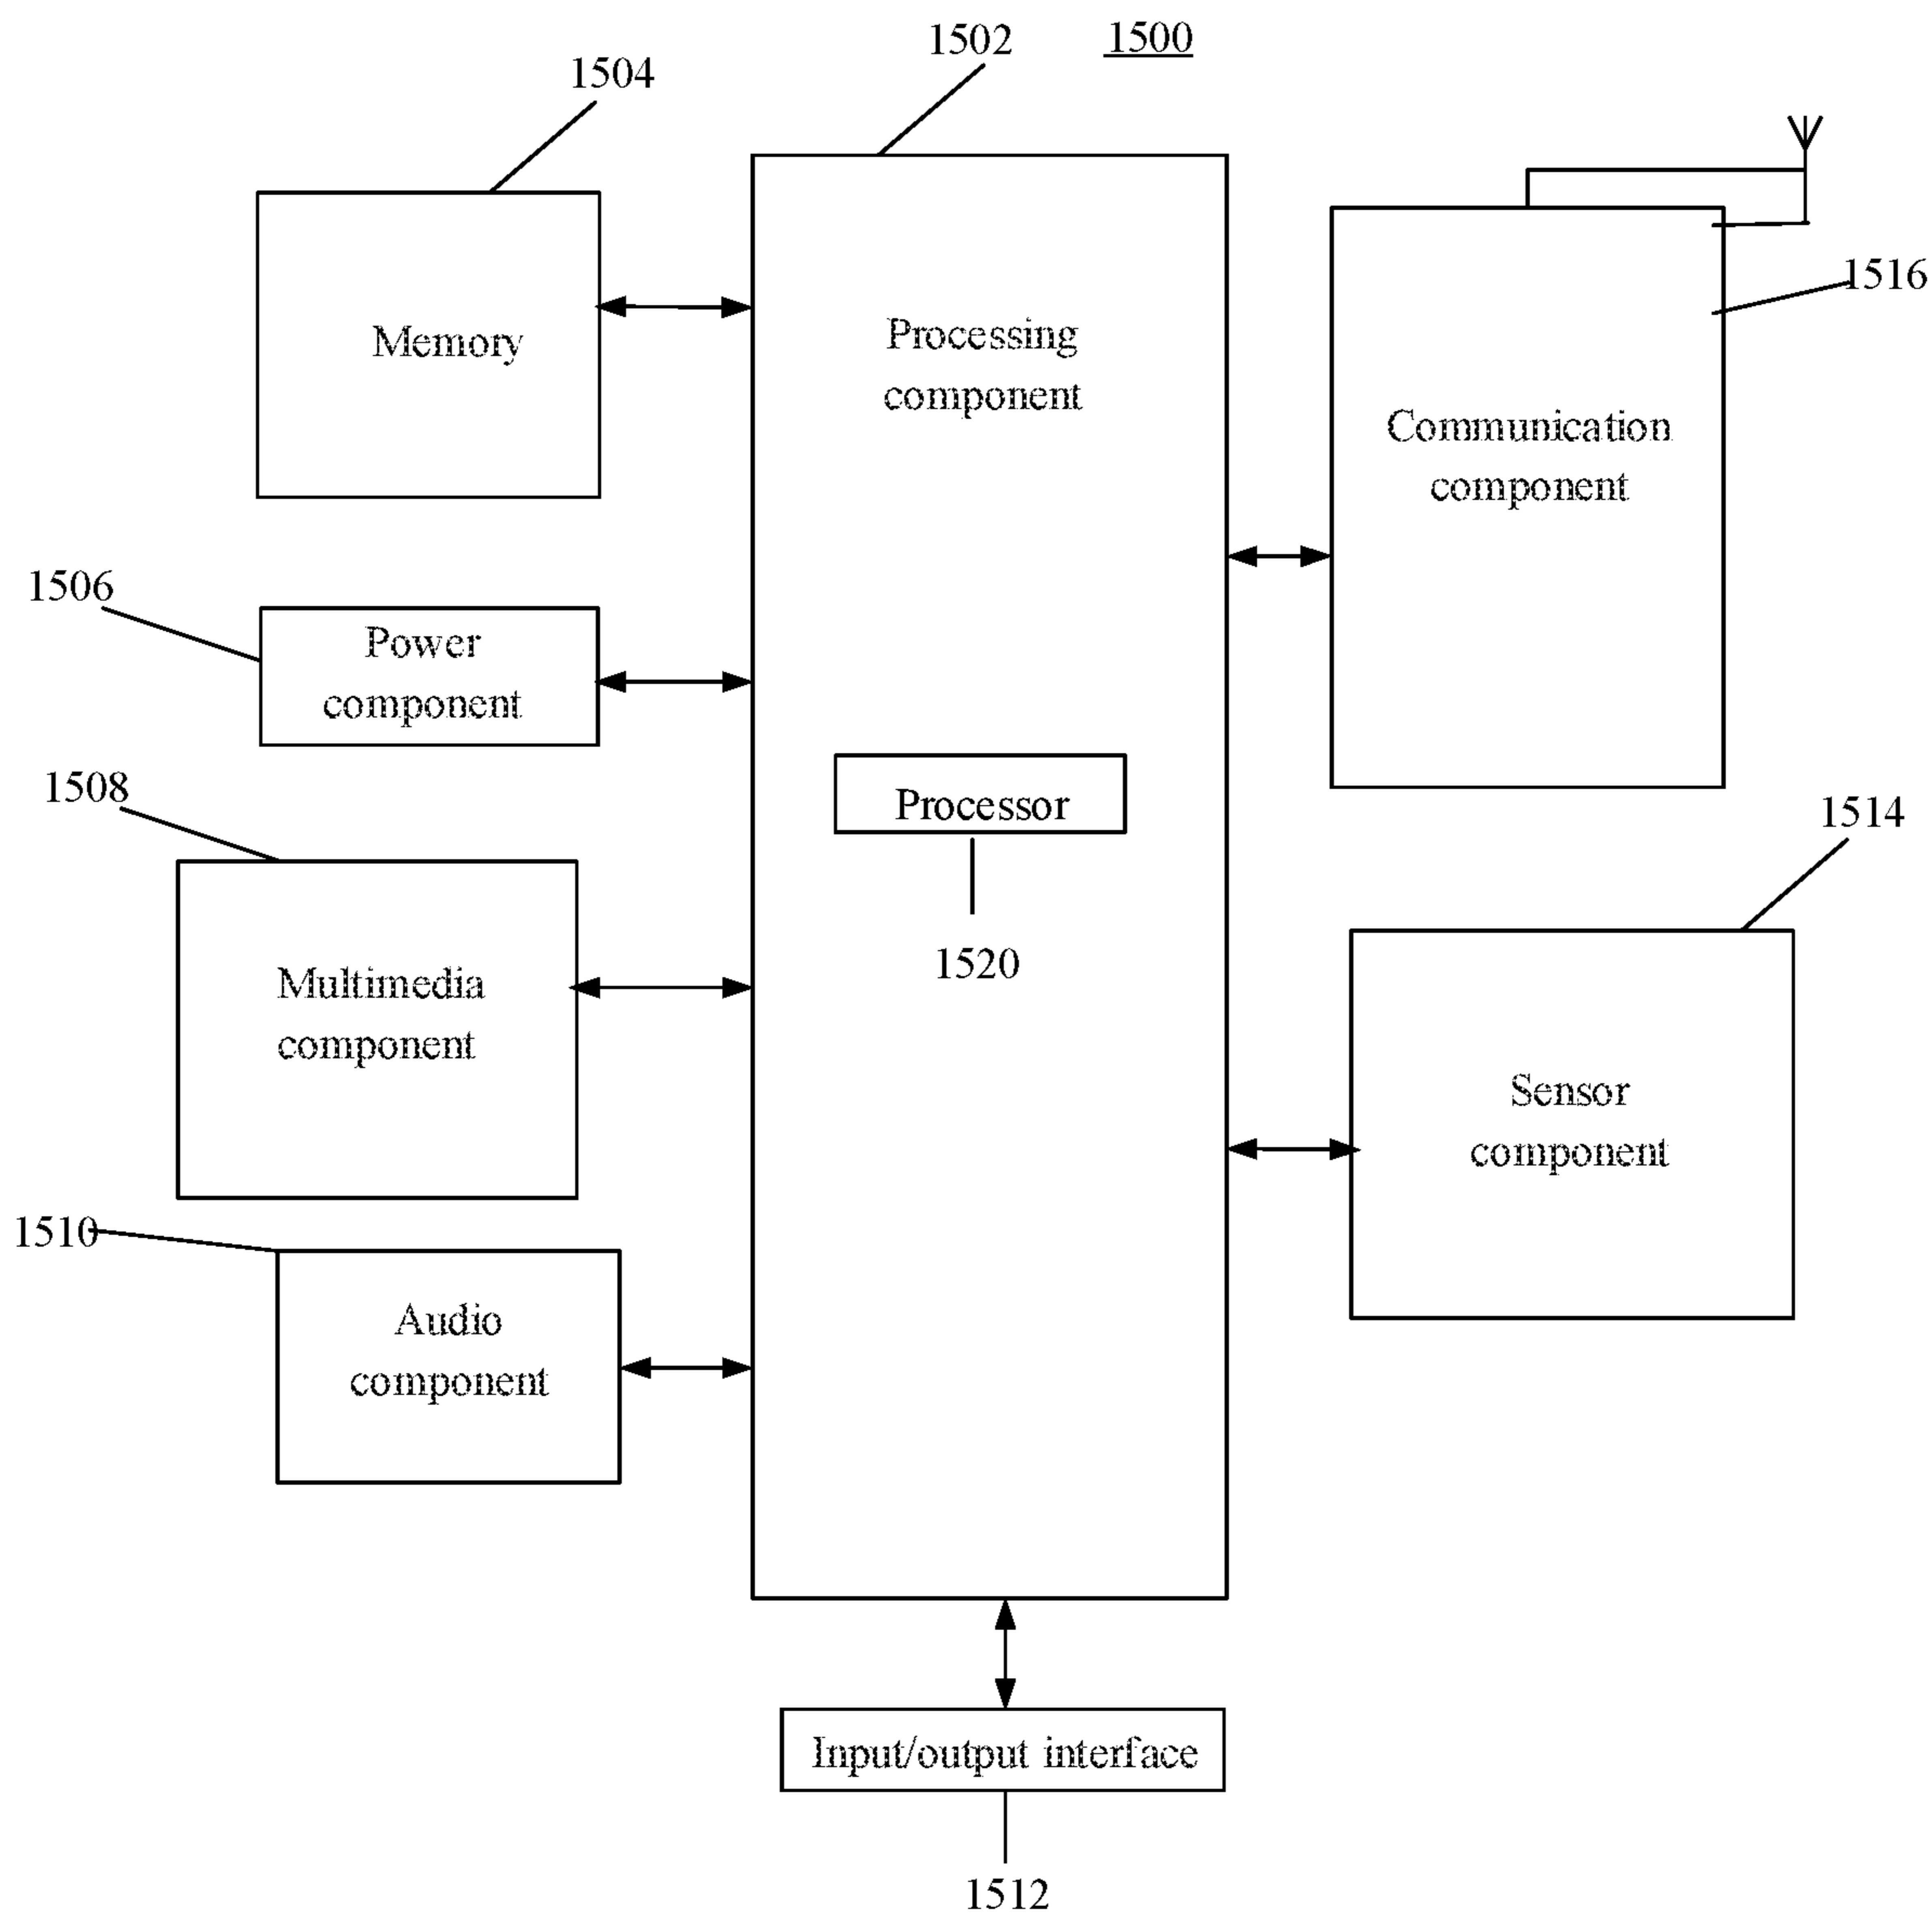 1502
1500
1504
1516
Memory
Processing
component
Communication
component
1506
Power
component
1508
Processor
1514
1520
Multimedia
component
Sensor
component
1510
Audio
component
Input/output interface
1512